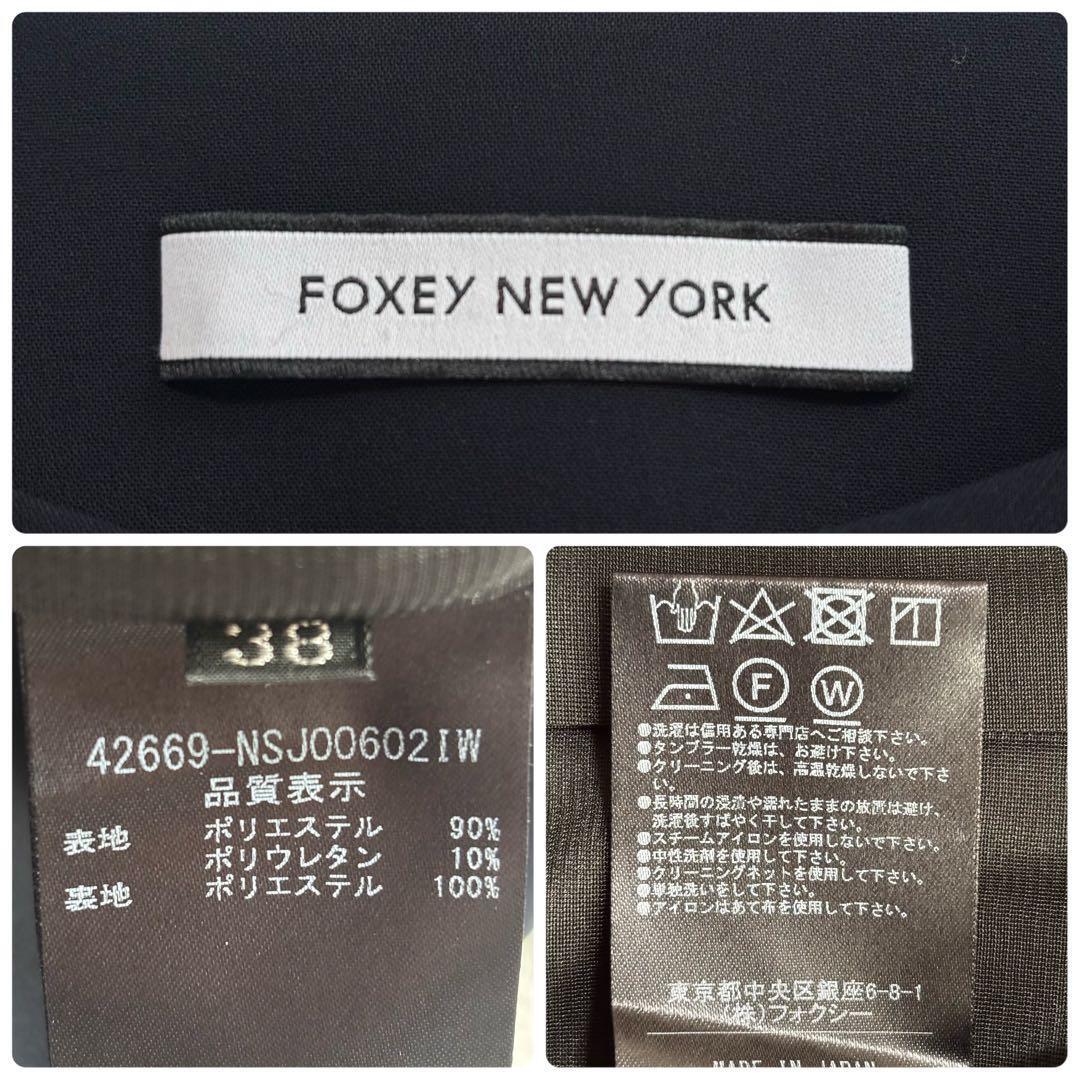 FOXEY NEW YORK
38
42669-NSJ00602IW
品質表示
表地 ポリエステル 90%
ポリウレタン 10%
裏地 ポリエステル 100%
F W
●洗濯は信用ある専門店へご相談下さい。
●タンブラー乾燥は、お避け下さい。
●クリーニング後は、高温乾燥しないで下さ
い。
●長時間の浸漬や濡れたままの放置は避け、
洗濯後すばやく干して下さい。
●スチームアイロンを使用しないで下さい。
●中性洗剤を使用して下さい。
●クリーニングネットを使用して下さい。
●単独洗いをして下さい。
●アイロンはあて布を使用して下さい。
東京都中央区銀座6-8-1
(株)フォクシー
MADE IN JAPAN